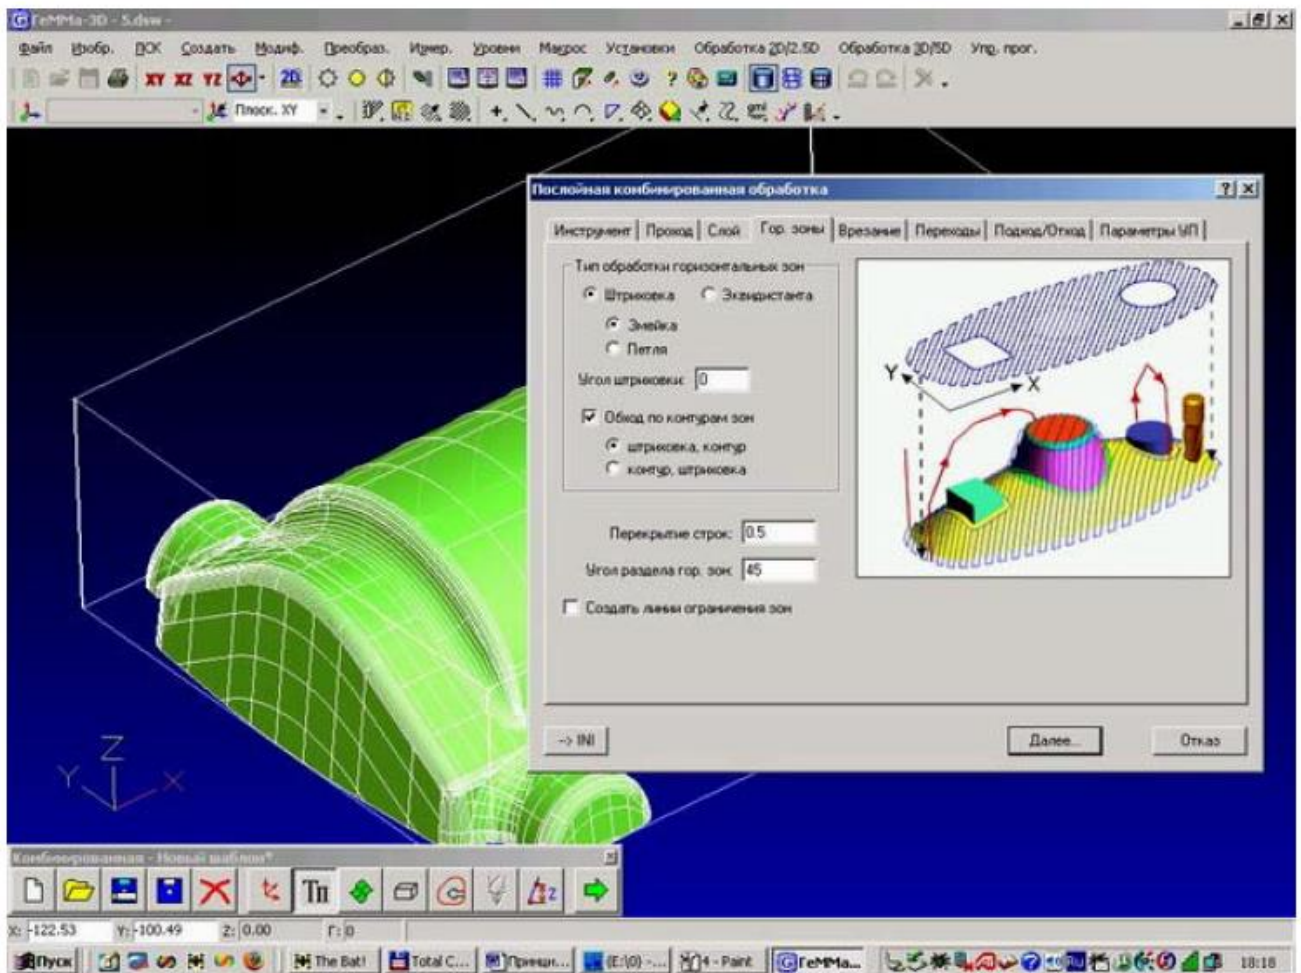 ГеММа-3D - 5.dsw -
Файл Изобр. ПСК Создать Модиф. Преобраз. Измер. Уровни Макрос Установки Обработка 2D/2.5D Обработка 3D/5D Упр. прог.
XY XZ YZ 2D
Плоск. XY
Послойная комбинированная обработка
Инструмент Проход Слой Гор. зоны Врезание Переходы Подход/Отход Параметры УП
Тип обработки горизонтальных зон
Штриховка Эквидистанта
Змейка
Петля
Угол штриховки: 0
Обход по контурам зон
штриховка, контур
контур, штриховка
Перекрытие строк: 0.5
Угол раздела гор. зон: 45
Создать линии ограничения зон
Y X
--> INI Далее... Отказ
Z
Y X
Комбинированная - Новый шаблон*
Тп
X: -122.53 Y: -100.49 Z: 0.00 Г: 0
Пуск The Bat! Total C... Принци... (E:\0) -... 4 - Paint ГеММа... Ru 18:18